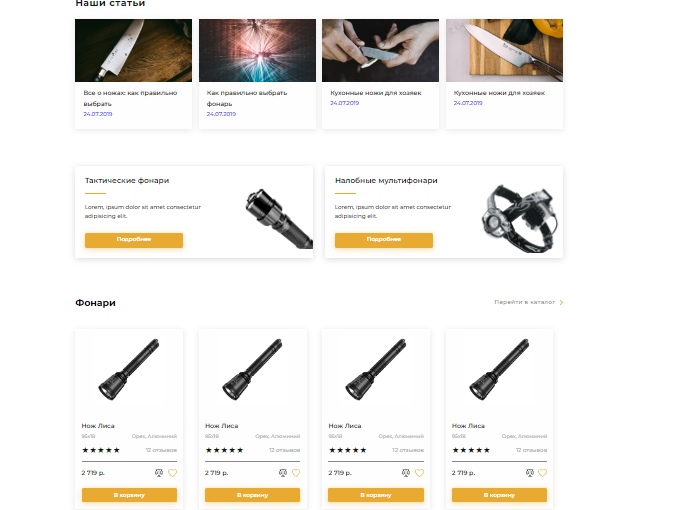 Наши статьи
Все о ножах: как правильно
выбрать
24.07.2019
Как правильно выбрать
фонарь
24.07.2019
Кухонные ножи для хозяек
24.07.2019
Кухонные ножи для хозяек
24.07.2019
Тактические фонари
Lorem, ipsum dolor sit amet consectetur
adipisicing elit.
Подробнее
Налобные мультифонари
Lorem, ipsum dolor sit amet consectetur
adipisicing elit.
Подробнее
Фонари
Перейти в каталог
Нож Лиса
95х18 Орех, Алюминий
★★★★★ 12 отзывов
2 719 р.
В корзину
Нож Лиса
95х18 Орех, Алюминий
★★★★★ 12 отзывов
2 719 р.
В корзину
Нож Лиса
95х18 Орех, Алюминий
★★★★★ 12 отзывов
2 719 р.
В корзину
Нож Лиса
95х18 Орех, Алюминий
★★★★★ 12 отзывов
2 719 р.
В корзину